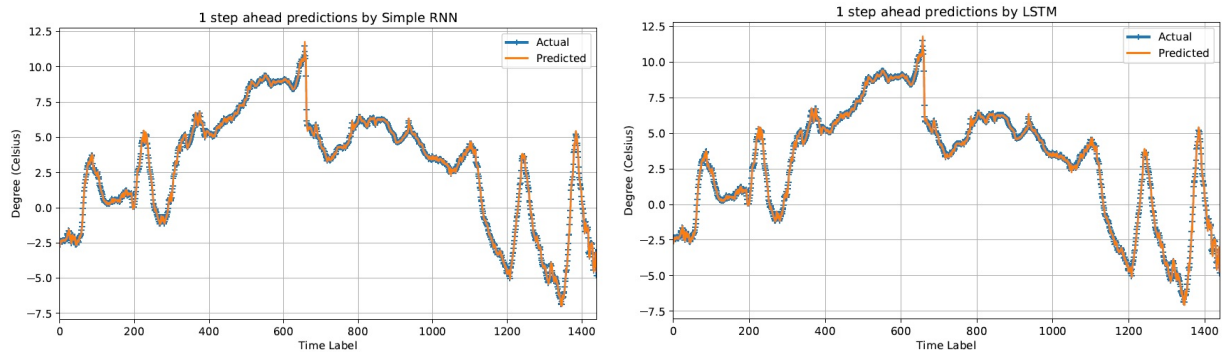 1 step ahead predictions by Simple RNN
12.5
10.0
7.5
5.0
2.5
0.0
−2.5
−5.0
−7.5
Degree (Celsius)
0 200 400 600 800 1000 1200 1400
Time Label
Actual
Predicted
1 step ahead predictions by LSTM
12.5
10.0
7.5
5.0
2.5
0.0
−2.5
−5.0
−7.5
Degree (Celsius)
0 200 400 600 800 1000 1200 1400
Time Label
Actual
Predicted